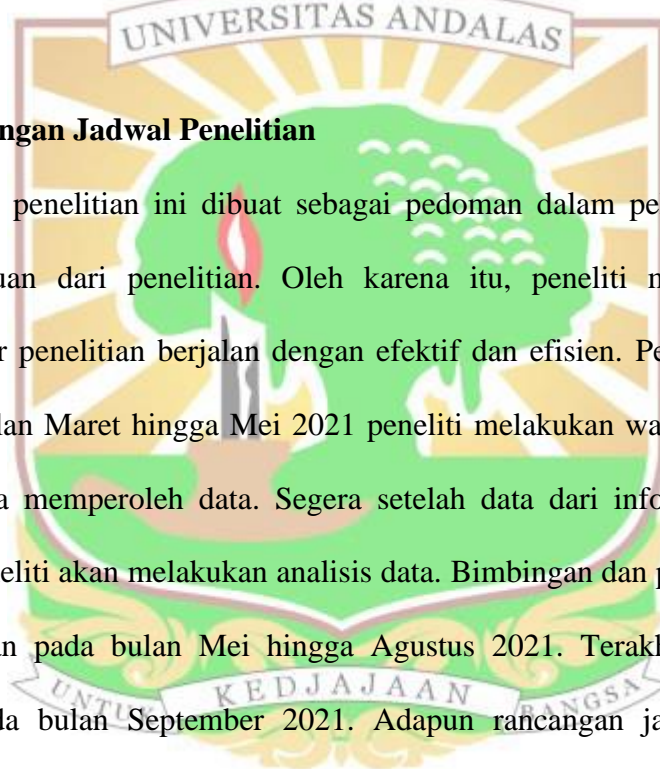 UNIVERSITAS ANDALAS
ngan Jadwal Penelitian
penelitian ini dibuat sebagai pedoman dalam pe
uan dari penelitian. Oleh karena itu, peneliti
r penelitian berjalan dengan efektif dan efisien. Pe
lan Maret hingga Mei 2021 peneliti melakukan wa
a memperoleh data. Segera setelah data dari info
eliti akan melakukan analisis data. Bimbingan dan p
an pada bulan Mei hingga Agustus 2021. Terakh
da bulan September 2021. Adapun rancangan ja
UNTUK KEDJAJAAN BANGSA